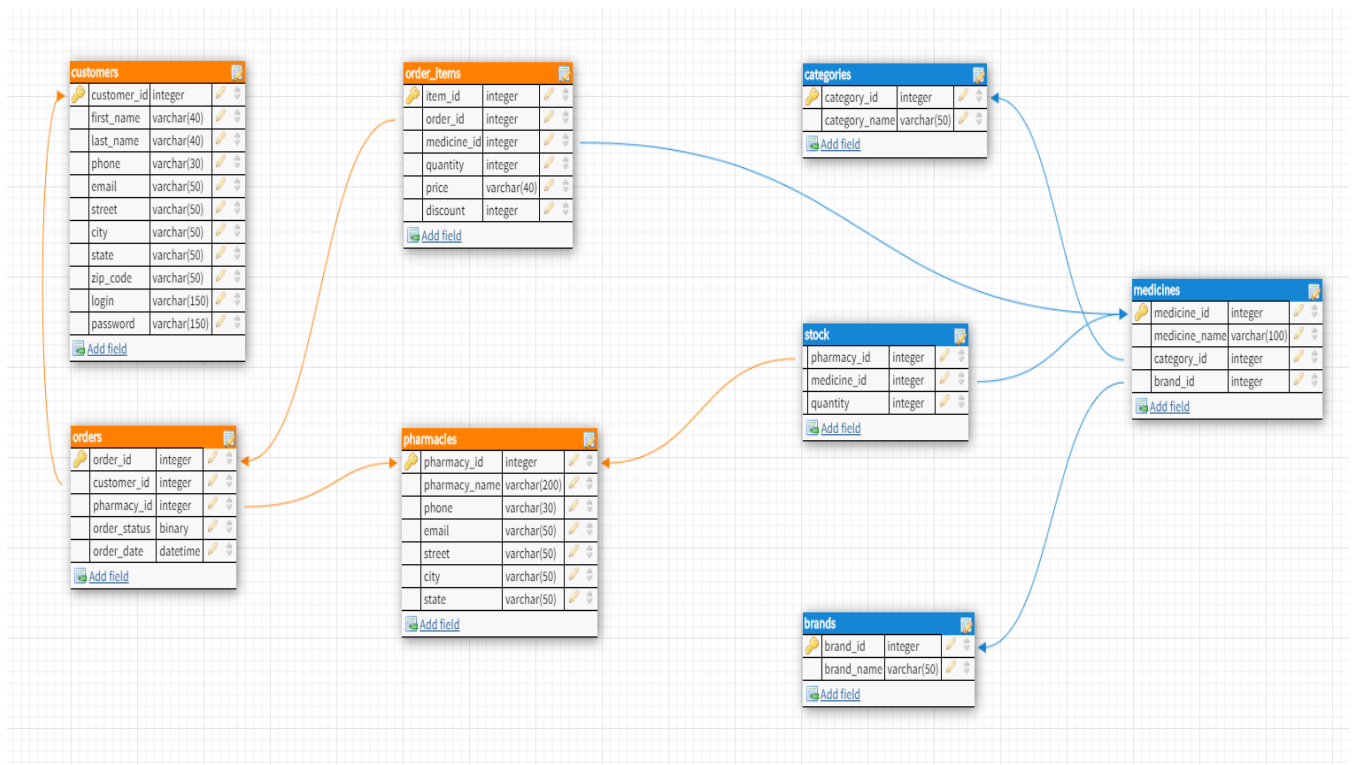 customers
customer_id integer
first_name varchar(40)
last_name varchar(40)
phone varchar(30)
email varchar(50)
street varchar(50)
city varchar(50)
state varchar(50)
zip_code varchar(50)
login varchar(150)
password varchar(150)
Add field
order_items
item_id integer
order_id integer
medicine_id integer
quantity integer
price varchar(40)
discount integer
Add field
categories
category_id integer
category_name varchar(50)
Add field
medicines
medicine_id integer
medicine_name varchar(100)
category_id integer
brand_id integer
Add field
stock
pharmacy_id integer
medicine_id integer
quantity integer
Add field
orders
order_id integer
customer_id integer
pharmacy_id integer
order_status binary
order_date datetime
Add field
pharmacies
pharmacy_id integer
pharmacy_name varchar(200)
phone varchar(30)
email varchar(50)
street varchar(50)
city varchar(50)
state varchar(50)
Add field
brands
brand_id integer
brand_name varchar(50)
Add field